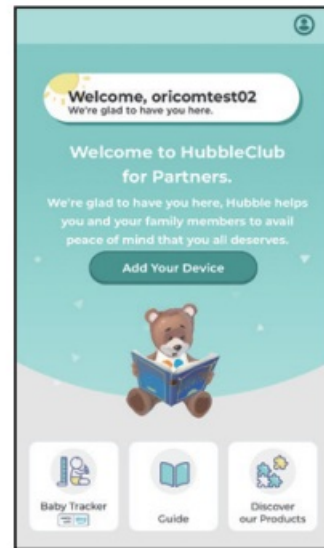 Welcome, oricomtest02
We're glad to have you here.
Welcome to HubbleClub
for Partners.
We're glad to have you here, Hubble helps
you and your family members to avail
peace of mind that you all deserves.
Add Your Device
Baby Tracker
Guide
Discover
our Products